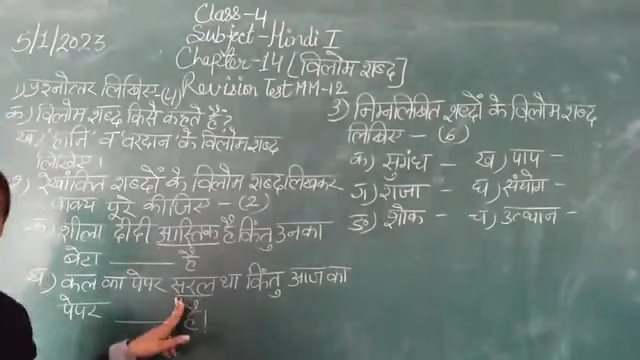 5/1/2023
Class-4
Subject-Hindi I
Chapter-14 [विलोम शब्द]
Revision Test MM-12
1) प्रश्नोत्तर लिखिए (4)
क) विलोम शब्द किसे कहते हैं?
ख) 'हानि' व 'वरदान' के विलोम शब्द
लिखिए।
2) रेखांकित शब्दों के विलोम शब्द लिखकर
वाक्य पूरे कीजिए - (2)
क) शीला दीदी आस्तिक है किंतु उनका
बेटा ______ है
ख) कल का पेपर सरल था किंतु आज का
पेपर ______ है।
3) निम्नलिखित शब्दों के विलोम शब्द
लिखिए - (6)
क) सुगंध - ख) पाप -
ग) राजा - घ) संयोग -
ङ) शोक - च) उत्थान -